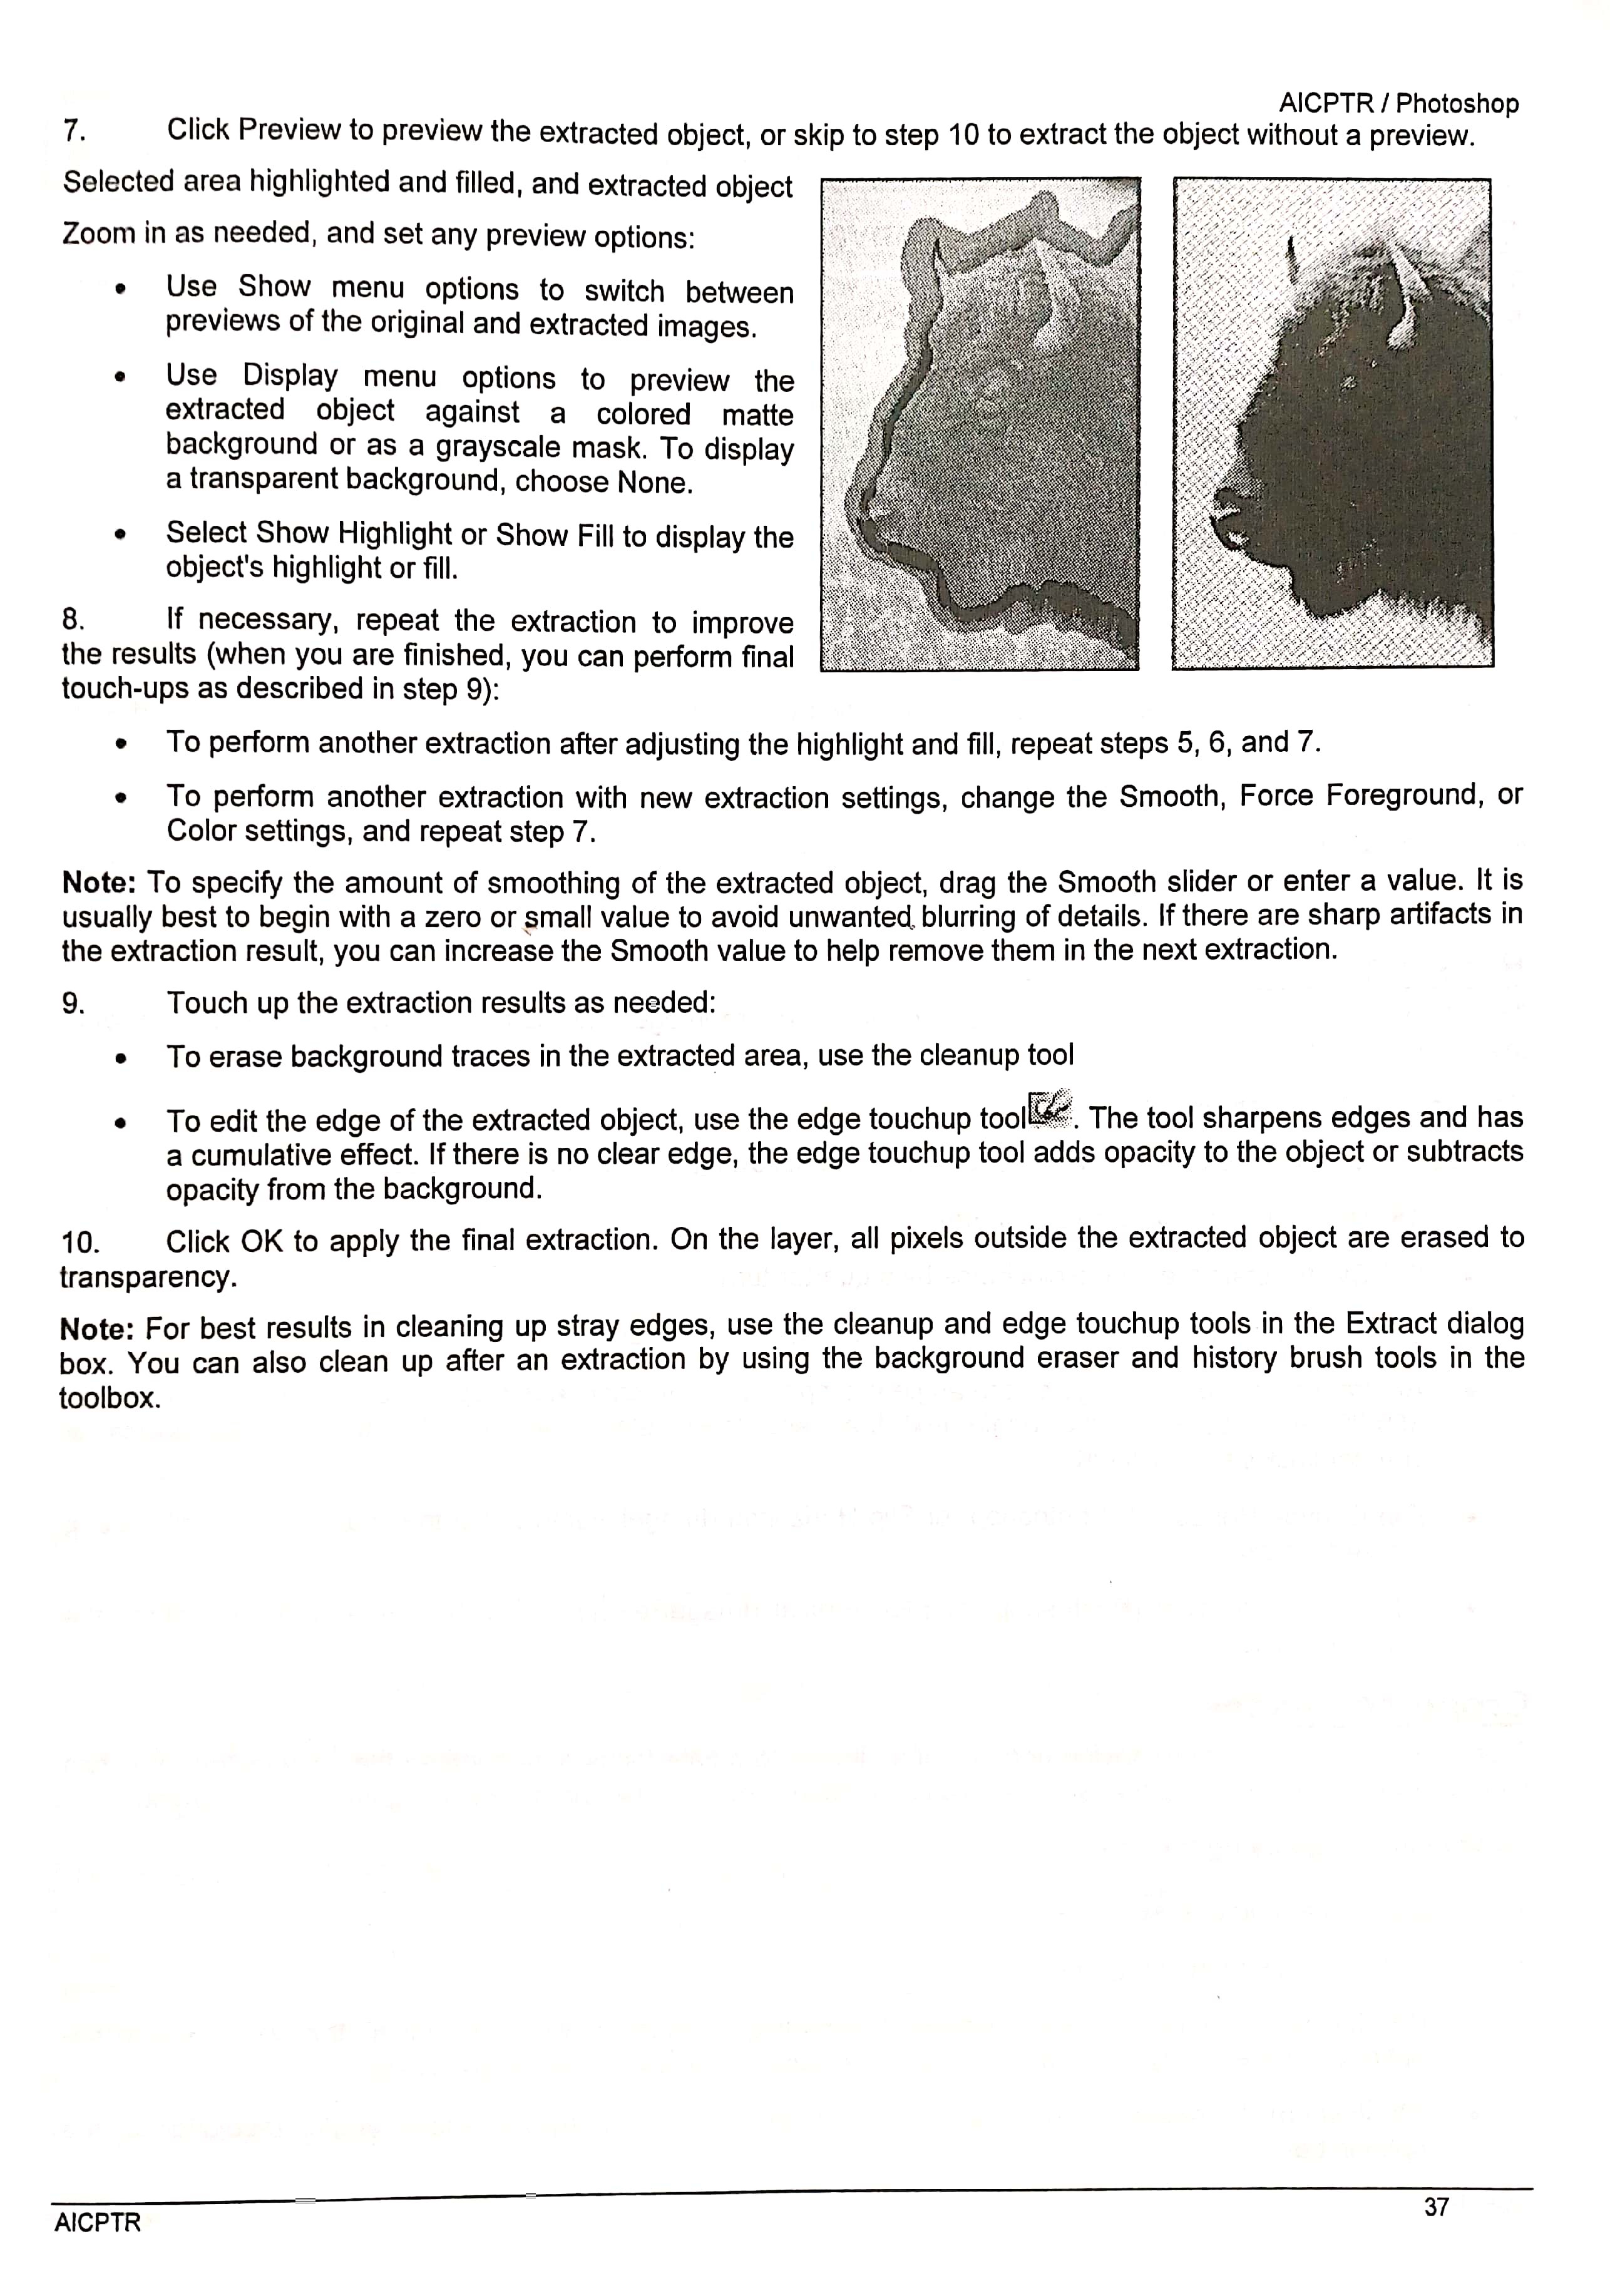 AICPTR / Photoshop
7. Click Preview to preview the extracted object, or skip to step 10 to extract the object without a preview.
Selected area highlighted and filled, and extracted object
Zoom in as needed, and set any preview options:
• Use Show menu options to switch between
previews of the original and extracted images.
• Use Display menu options to preview the
extracted object against a colored matte
background or as a grayscale mask. To display
a transparent background, choose None.
• Select Show Highlight or Show Fill to display the
object's highlight or fill.
8. If necessary, repeat the extraction to improve
the results (when you are finished, you can perform final
touch-ups as described in step 9):
• To perform another extraction after adjusting the highlight and fill, repeat steps 5, 6, and 7.
• To perform another extraction with new extraction settings, change the Smooth, Force Foreground, or
Color settings, and repeat step 7.
Note: To specify the amount of smoothing of the extracted object, drag the Smooth slider or enter a value. It is
usually best to begin with a zero or small value to avoid unwanted blurring of details. If there are sharp artifacts in
the extraction result, you can increase the Smooth value to help remove them in the next extraction.
9. Touch up the extraction results as needed:
• To erase background traces in the extracted area, use the cleanup tool
• To edit the edge of the extracted object, use the edge touchup tool. The tool sharpens edges and has
a cumulative effect. If there is no clear edge, the edge touchup tool adds opacity to the object or subtracts
opacity from the background.
10. Click OK to apply the final extraction. On the layer, all pixels outside the extracted object are erased to
transparency.
Note: For best results in cleaning up stray edges, use the cleanup and edge touchup tools in the Extract dialog
box. You can also clean up after an extraction by using the background eraser and history brush tools in the
toolbox.
AICPTR 37